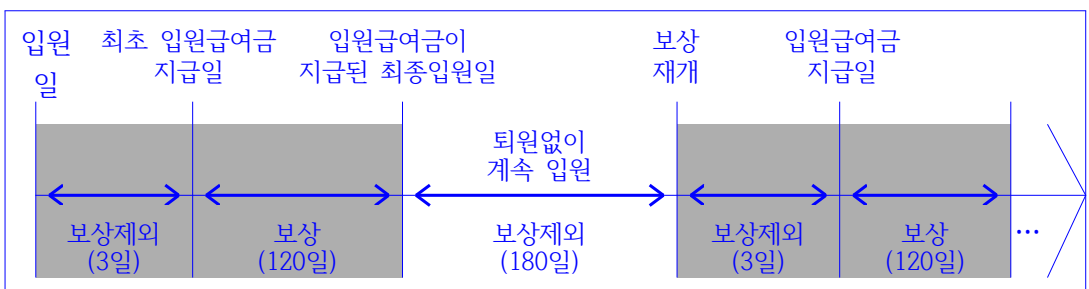 입원
일
최초 입원급여금
지급일
입원급여금이
지급된 최종입원일
보상
재개
입원급여금
지급일
퇴원없이
계속 입원
보상제외
(3일)
보상
(120일)
보상제외
(180일)
보상제외
(3일)
보상
(120일)
…